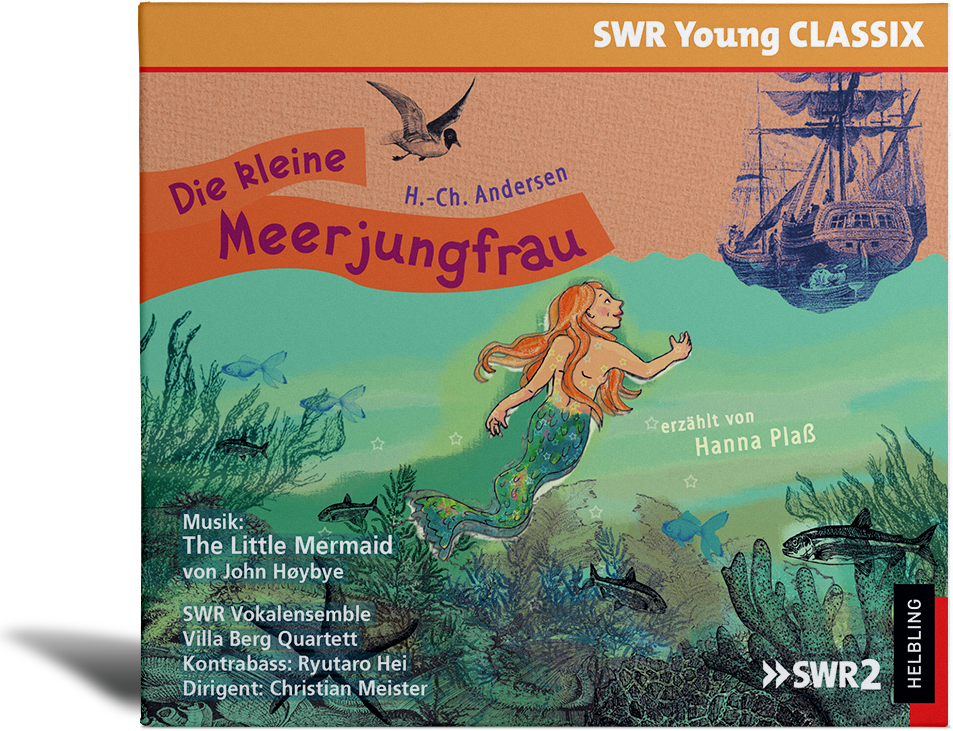 SWR Young CLASSIX
Die kleine
H.-Ch. Andersen
Meerjungfrau
erzählt von
Hanna Plaß
Musik:
The Little Mermaid
von John Høybye
SWR Vokalensemble
Villa Berg Quartett
Kontrabass: Ryutaro Hei
Dirigent: Christian Meister
SWR2
HELBLING